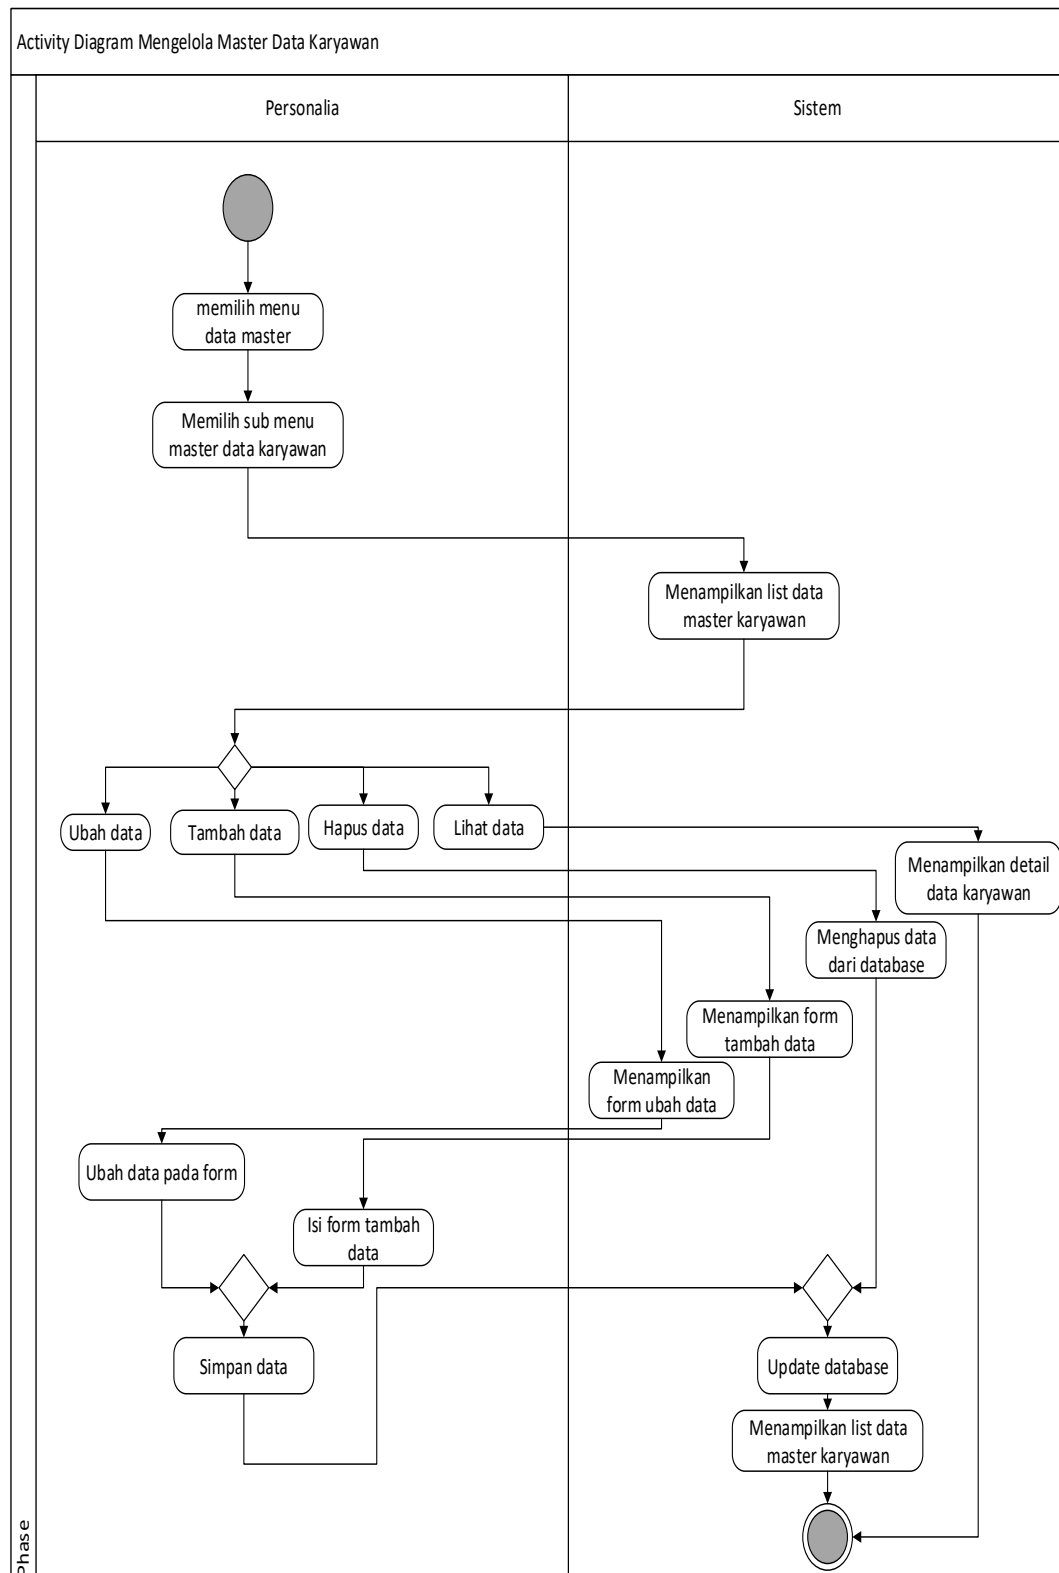 Activity Diagram Mengelola Master Data Karyawan
Personalia
Sistem
memilih menu
data master
Memilih sub menu
master data karyawan
Menampilkan list data
master karyawan
Ubah data
Tambah data
Hapus data
Lihat data
Menampilkan detail
data karyawan
Menghapus data
dari database
Menampilkan form
tambah data
Menampilkan
form ubah data
Ubah data pada form
Isi form tambah
data
Simpan data
Update database
Menampilkan list data
master karyawan
Phase